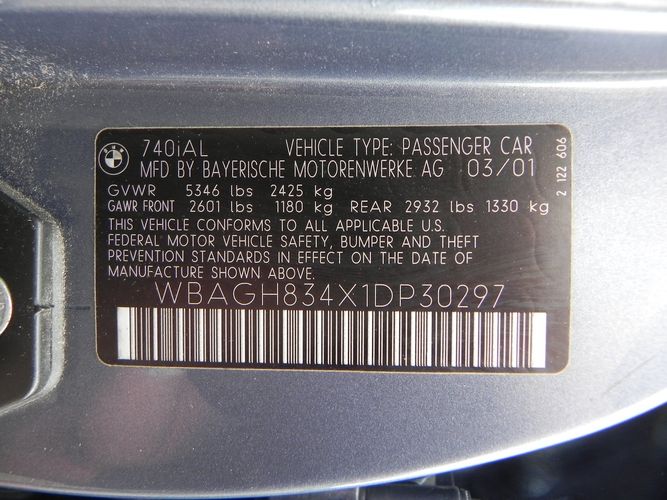 BMW
740iAL VEHICLE TYPE: PASSENGER CAR
MFD BY BAYERISCHE MOTORENWERKE AG 03/01
GVWR 5346 lbs 2425 kg
GAWR FRONT 2601 lbs 1180 kg REAR 2932 lbs 1330 kg
THIS VEHICLE CONFORMS TO ALL APPLICABLE U.S.
FEDERAL MOTOR VEHICLE SAFETY, BUMPER AND THEFT
PREVENTION STANDARDS IN EFFECT ON THE DATE OF
MANUFACTURE SHOWN ABOVE.
WBAGH834X1DP30297
2 122 606